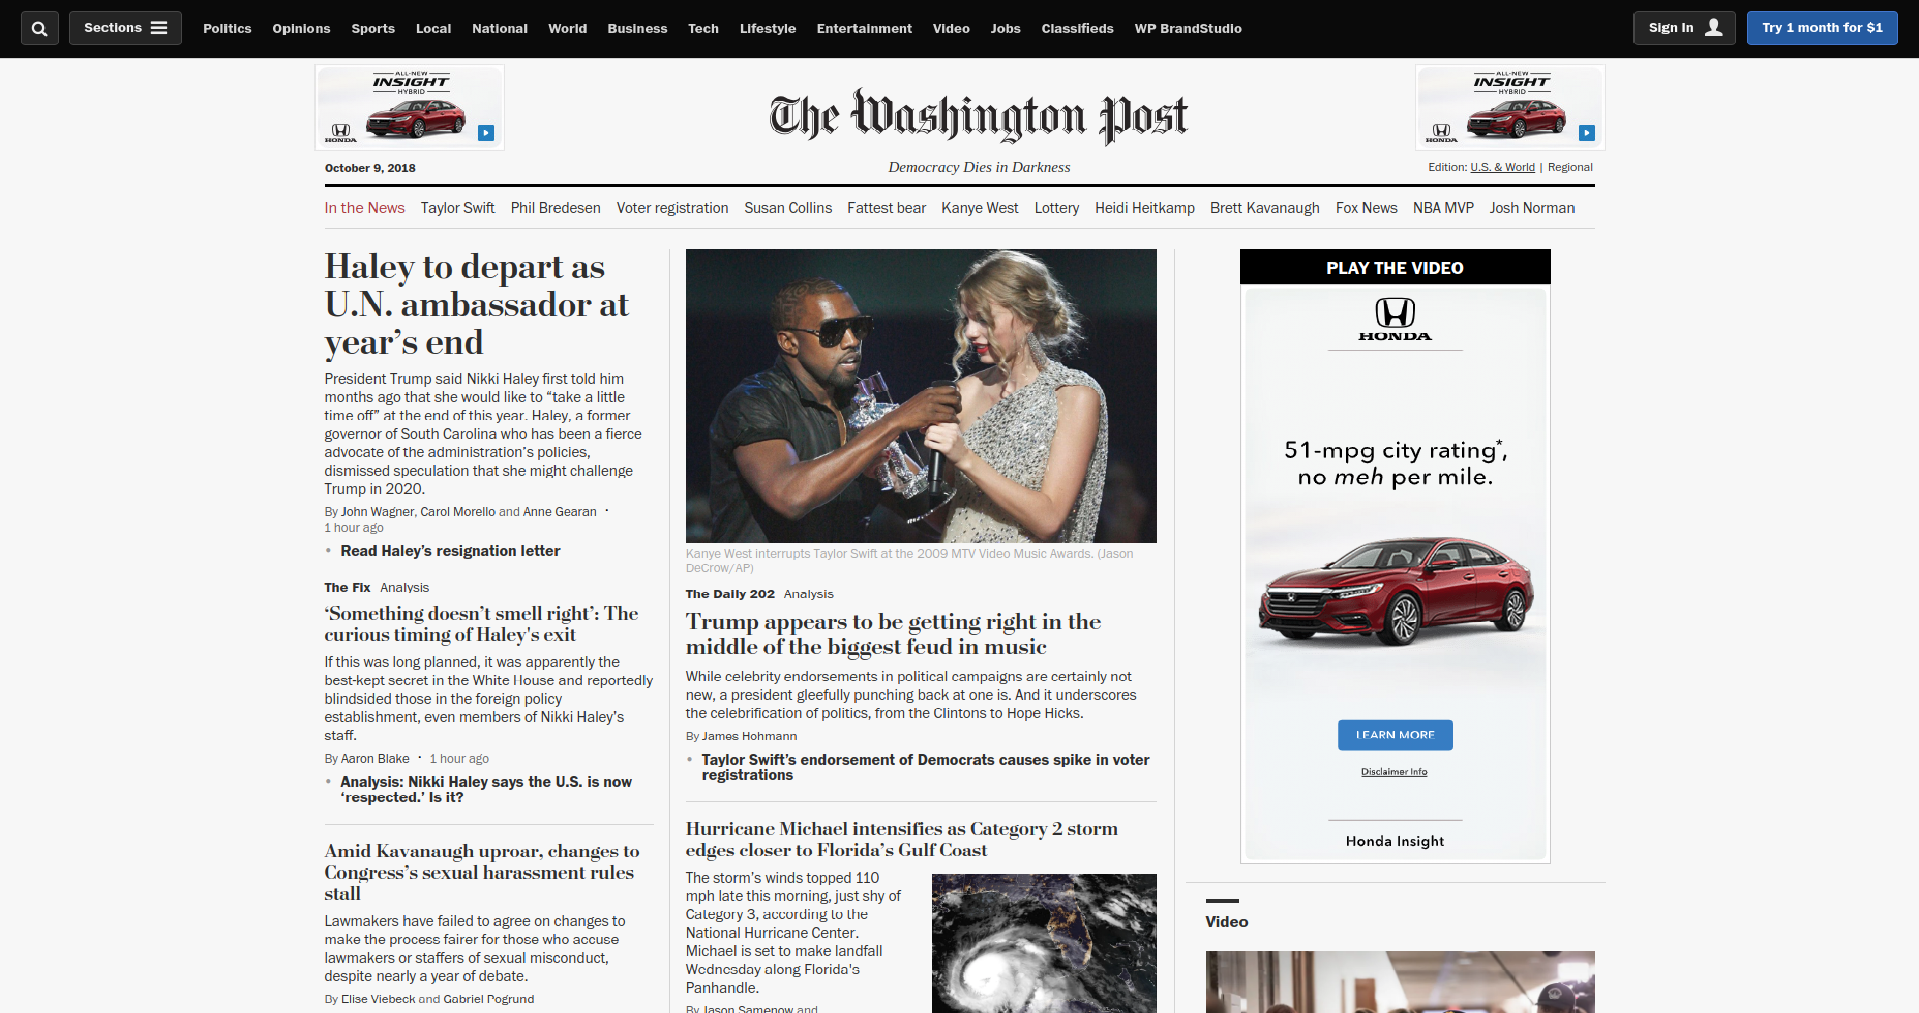 Sections
Politics
Opinions
Sports
Local
National
World
Business
Tech
Lifestyle
Entertainment
Video
Jobs
Classifieds
WP BrandStudio
Sign In
Try 1 month for $1
ALL-NEW
INSIGHT
HYBRID
HONDA
The Washington Post
ALL-NEW
INSIGHT
HYBRID
HONDA
October 9, 2018
Democracy Dies in Darkness
Edition: U.S. & World | Regional
In the News
Taylor Swift
Phil Bredesen
Voter registration
Susan Collins
Fattest bear
Kanye West
Lottery
Heidi Heitkamp
Brett Kavanaugh
Fox News
NBA MVP
Josh Norman
Haley to depart as
U.N. ambassador at
year’s end
President Trump said Nikki Haley first told him
months ago that she would like to “take a little
time off” at the end of this year. Haley, a former
governor of South Carolina who has been a fierce
advocate of the administration’s policies,
dismissed speculation that she might challenge
Trump in 2020.
By John Wagner, Carol Morello and Anne Gearan •
1 hour ago
• Read Haley’s resignation letter
The Fix Analysis
‘Something doesn’t smell right’: The
curious timing of Haley's exit
If this was long planned, it was apparently the
best-kept secret in the White House and reportedly
blindsided those in the foreign policy
establishment, even members of Nikki Haley’s
staff.
By Aaron Blake • 1 hour ago
• Analysis: Nikki Haley says the U.S. is now
‘respected.’ Is it?
Amid Kavanaugh uproar, changes to
Congress’s sexual harassment rules
stall
Lawmakers have failed to agree on changes to
make the process fairer for those who accuse
lawmakers or staffers of sexual misconduct,
despite nearly a year of debate.
By Elise Viebeck and Gabriel Pogrund
Kanye West interrupts Taylor Swift at the 2009 MTV Video Music Awards. (Jason
DeCrow/AP)
The Daily 202 Analysis
Trump appears to be getting right in the
middle of the biggest feud in music
While celebrity endorsements in political campaigns are certainly not
new, a president gleefully punching back at one is. And it underscores
the celebrification of politics, from the Clintons to Hope Hicks.
By James Hohmann
• Taylor Swift’s endorsement of Democrats causes spike in voter
registrations
Hurricane Michael intensifies as Category 2 storm
edges closer to Florida’s Gulf Coast
The storm’s winds topped 110
mph late this morning, just shy of
Category 3, according to the
National Hurricane Center.
Michael is set to make landfall
Wednesday along Florida's
Panhandle.
By Jason Samenow and
PLAY THE VIDEO
HONDA
51-mpg city rating*,
no meh per mile.
LEARN MORE
Disclaimer Info
Honda Insight
Video